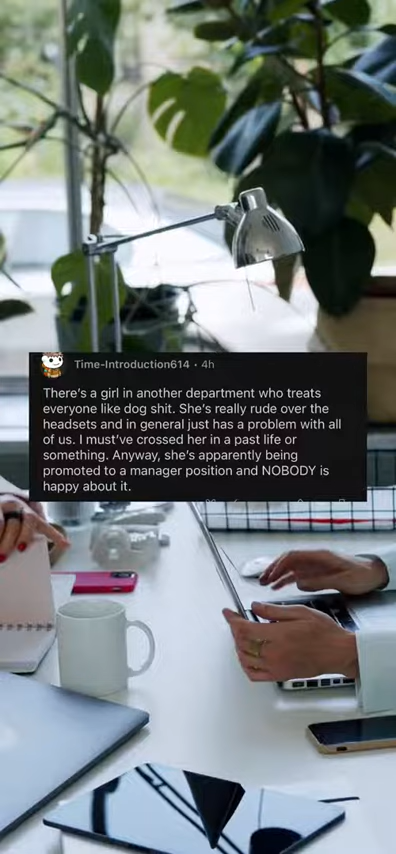 Time-Introduction614 • 4h
There's a girl in another department who treats
everyone like dog shit. She's really rude over the
headsets and in general just has a problem with all
of us. I must've crossed her in a past life or
something. Anyway, she's apparently being
promoted to a manager position and NOBODY is
happy about it.